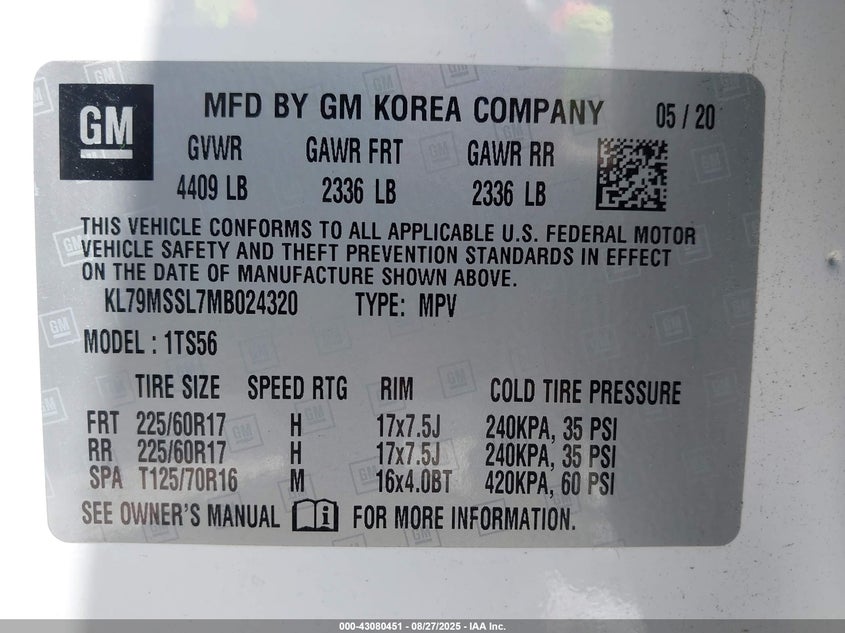 GM
MFD BY GM KOREA COMPANY 05 / 20
GVWR GAWR FRT GAWR RR
4409 LB 2336 LB 2336 LB
THIS VEHICLE CONFORMS TO ALL APPLICABLE U.S. FEDERAL MOTOR
VEHICLE SAFETY AND THEFT PREVENTION STANDARDS IN EFFECT
ON THE DATE OF MANUFACTURE SHOWN ABOVE.
KL79MSSL7MB024320 TYPE: MPV
MODEL : 1TS56
TIRE SIZE SPEED RTG RIM COLD TIRE PRESSURE
FRT 225/60R17 H 17x7.5J 240KPA, 35 PSI
RR 225/60R17 H 17x7.5J 240KPA, 35 PSI
SPA T125/70R16 M 16x4.0BT 420KPA, 60 PSI
SEE OWNER'S MANUAL i FOR MORE INFORMATION.
000-43080451 - 08/27/2025 - IAA Inc.